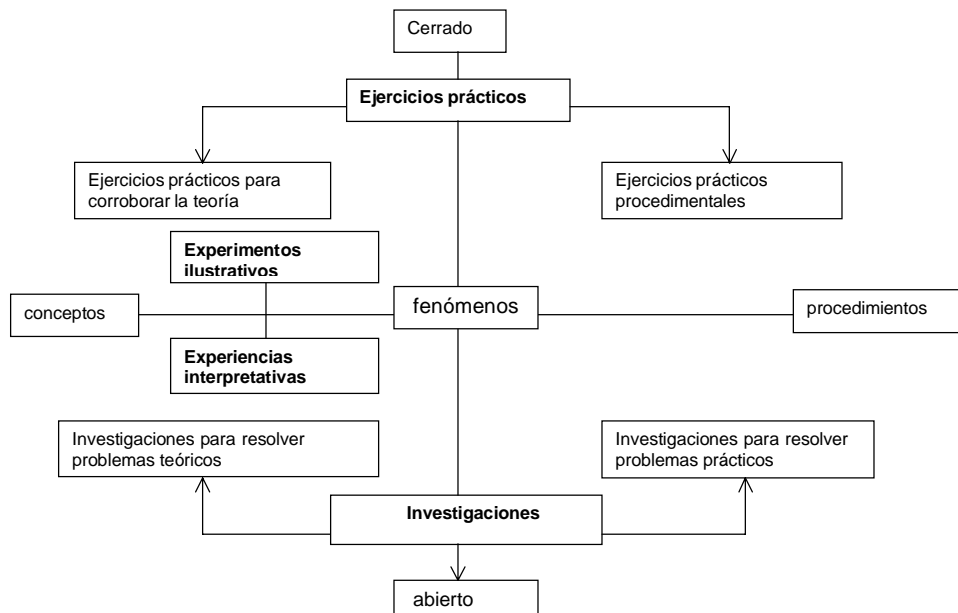 Cerrado
Ejercicios prácticos
Ejercicios prácticos para
corroborar la teoría
Ejercicios prácticos
procedimentales
Experimentos
ilustrativos
conceptos
fenómenos
procedimientos
Experiencias
interpretativas
Investigaciones para resolver
problemas teóricos
Investigaciones para resolver
problemas prácticos
Investigaciones
abierto